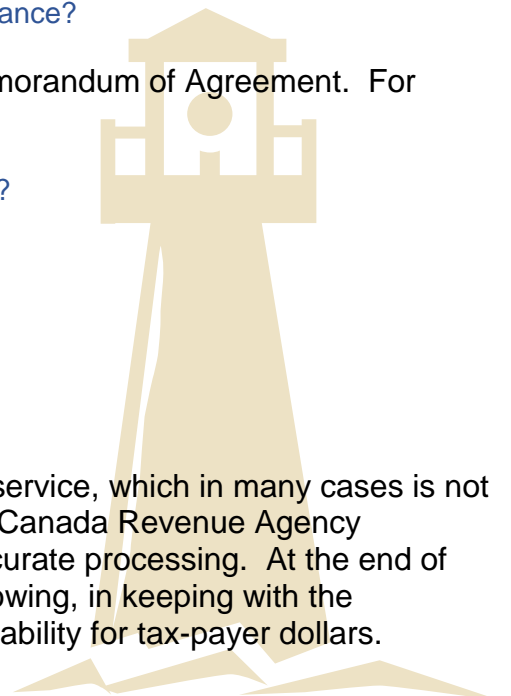 ance?
morandum of Agreement.  For
?
service, which in many cases is not
Canada Revenue Agency
curate processing.  At the end of
owing, in keeping with the
ability for tax-payer dollars.